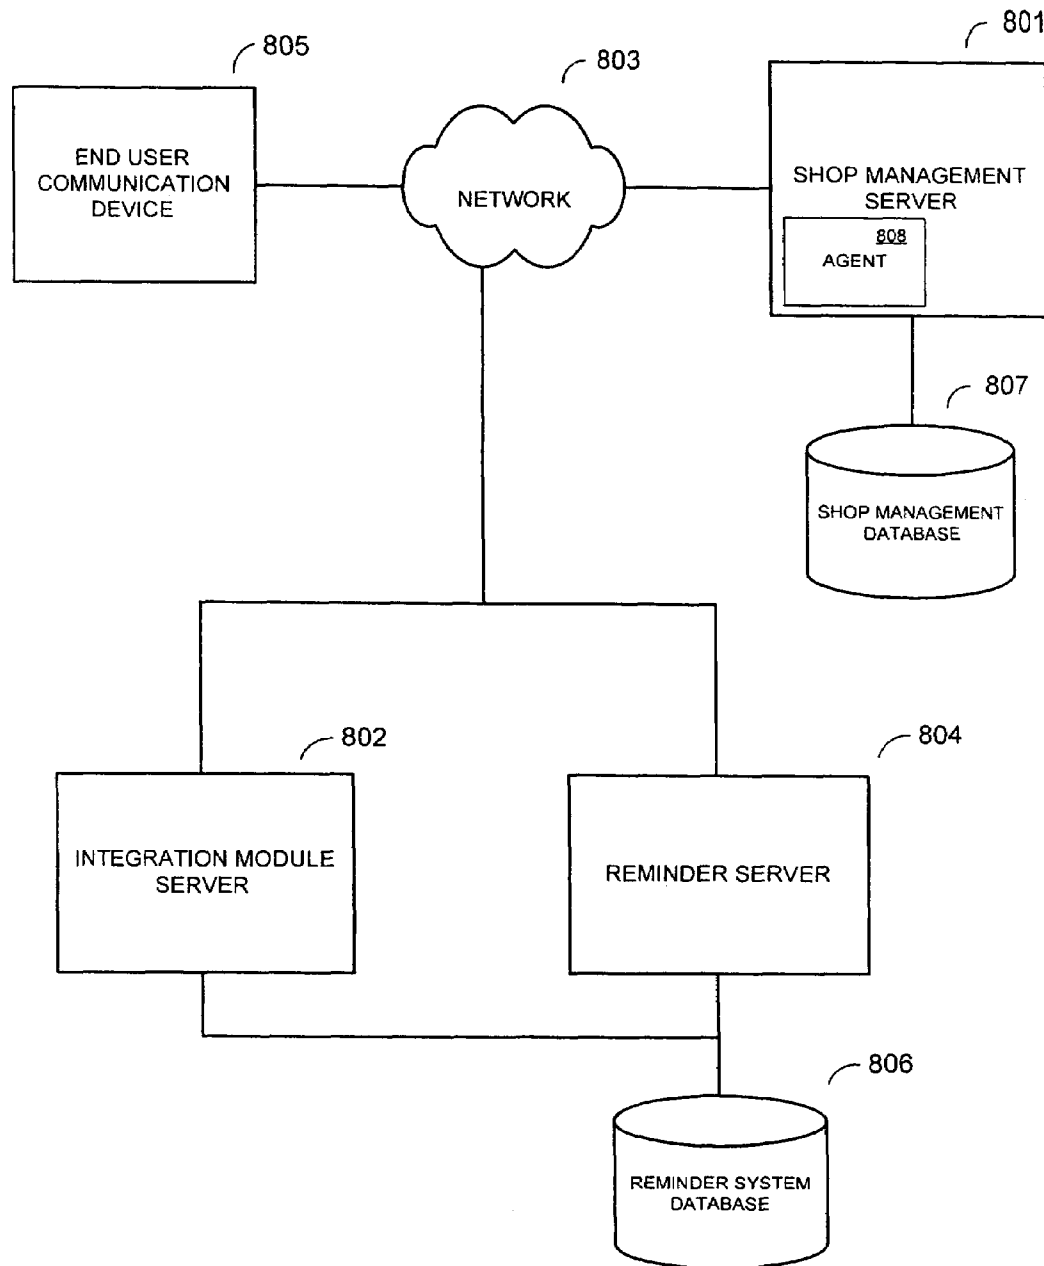 805
803
801
END USER
COMMUNICATION
DEVICE
NETWORK
SHOP MANAGEMENT
SERVER
808
AGENT
807
SHOP MANAGEMENT
DATABASE
802
804
INTEGRATION MODULE
SERVER
REMINDER SERVER
806
REMINDER SYSTEM
DATABASE